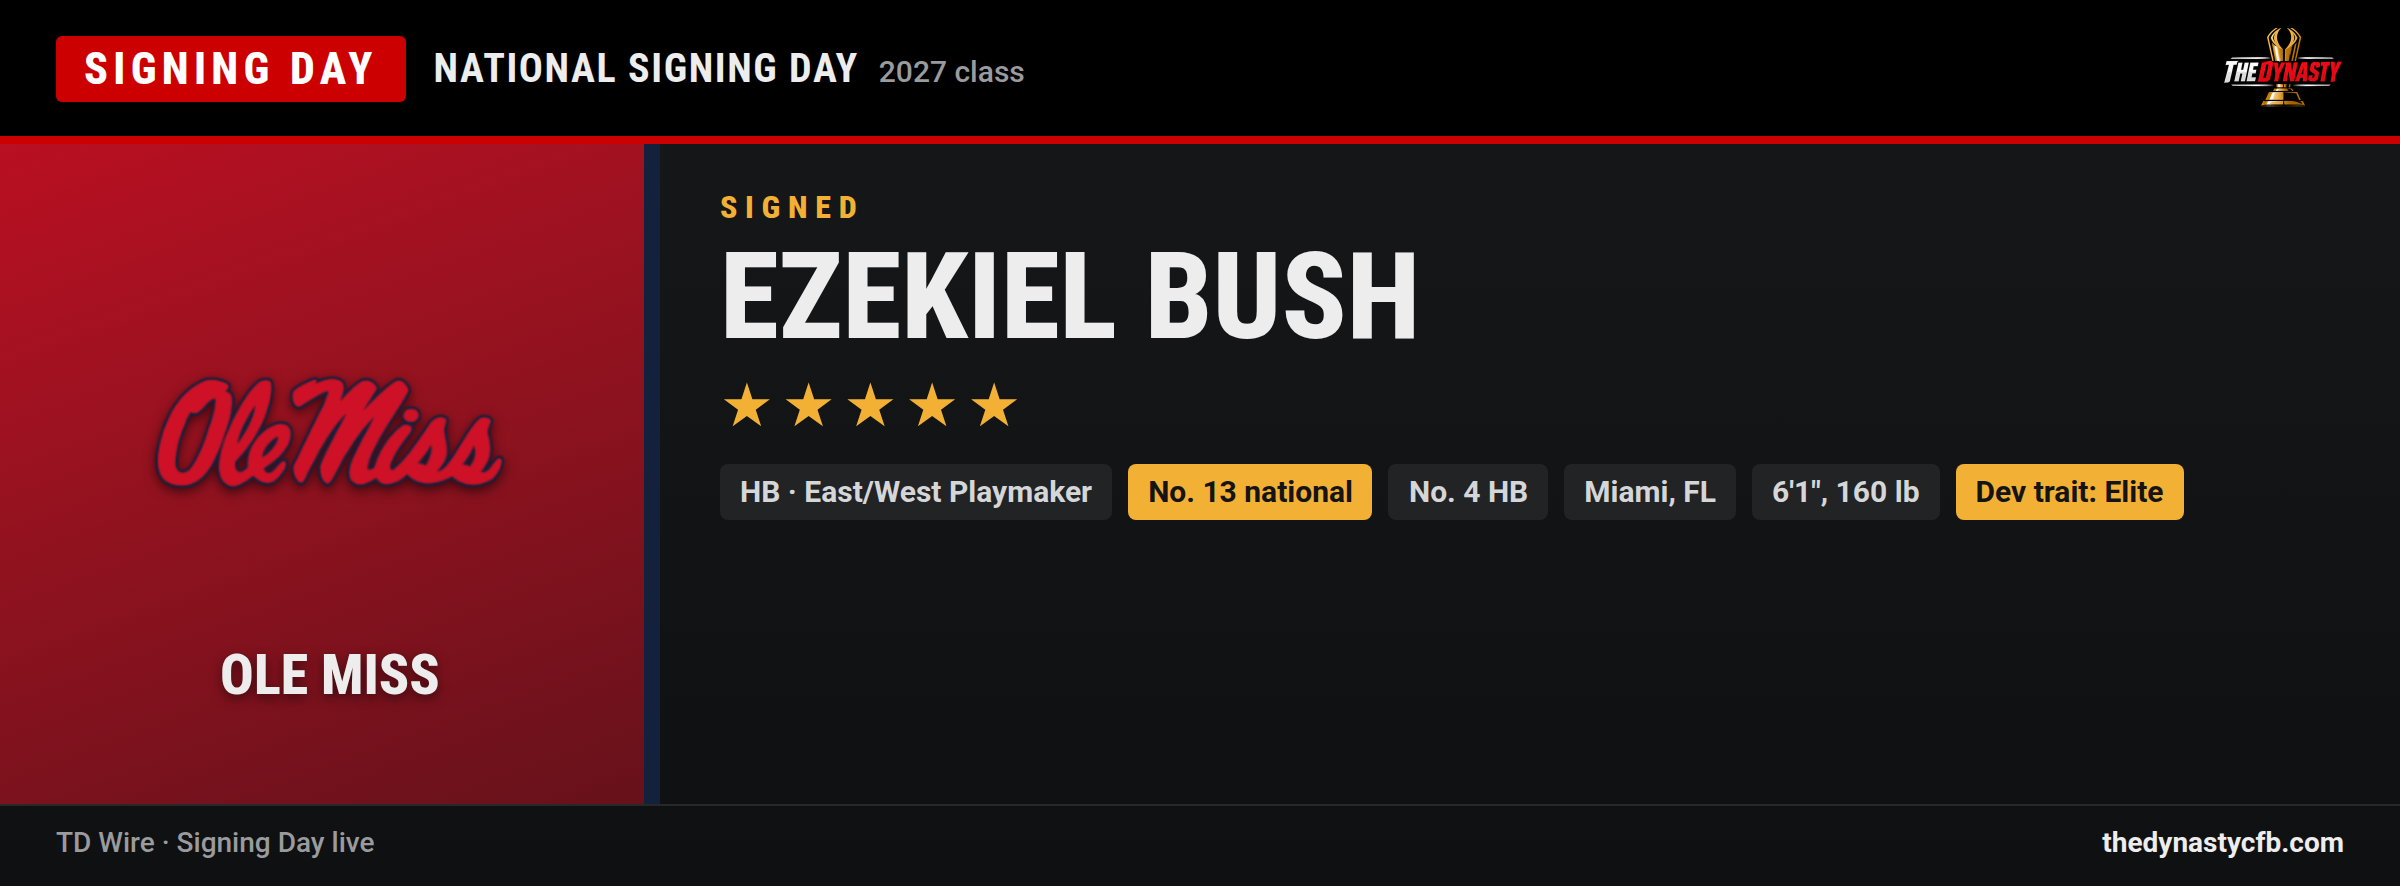 SIGNING DAY NATIONAL SIGNING DAY 2027 class
THE DYNASTY
SIGNED
EZEKIEL BUSH
★★★★★
HB · East/West Playmaker No. 13 national No. 4 HB Miami, FL 6'1", 160 lb Dev trait: Elite
Ole Miss
OLE MISS
TD Wire · Signing Day live
thedynastycfb.com